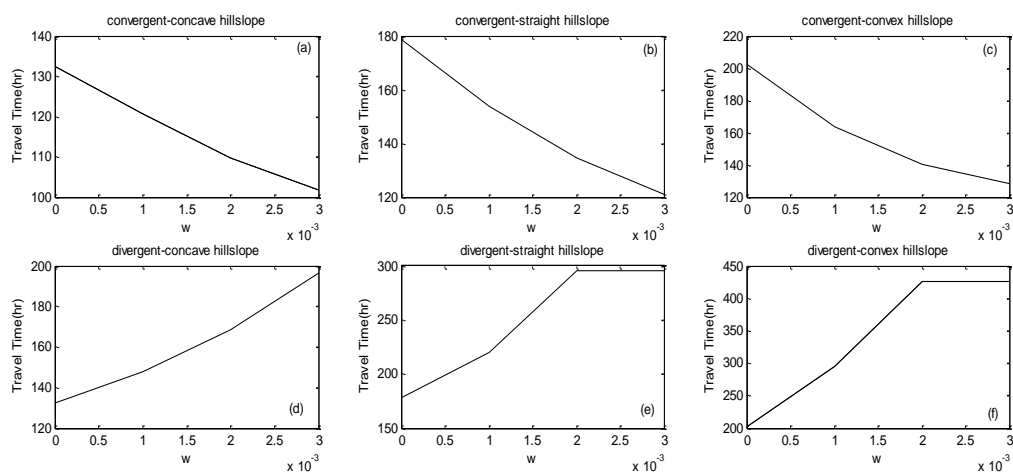 convergent-concave hillslope
(a)
Travel Time(hr)
140
130
120
110
100
0 0.5 1 1.5 2 2.5 3
w
x 10-3
convergent-straight hillslope
(b)
Travel Time(hr)
180
160
140
120
0 0.5 1 1.5 2 2.5 3
w
x 10-3
convergent-convex hillslope
(c)
Travel Time(hr)
220
200
180
160
140
120
0 0.5 1 1.5 2 2.5 3
w
x 10-3
divergent-concave hillslope
(d)
Travel Time(hr)
200
180
160
140
120
0 0.5 1 1.5 2 2.5 3
w
x 10-3
divergent-straight hillslope
(e)
Travel Time(hr)
300
250
200
150
0 0.5 1 1.5 2 2.5 3
w
x 10-3
divergent-convex hillslope
(f)
Travel Time(hr)
450
400
350
300
250
200
0 0.5 1 1.5 2 2.5 3
w
x 10-3